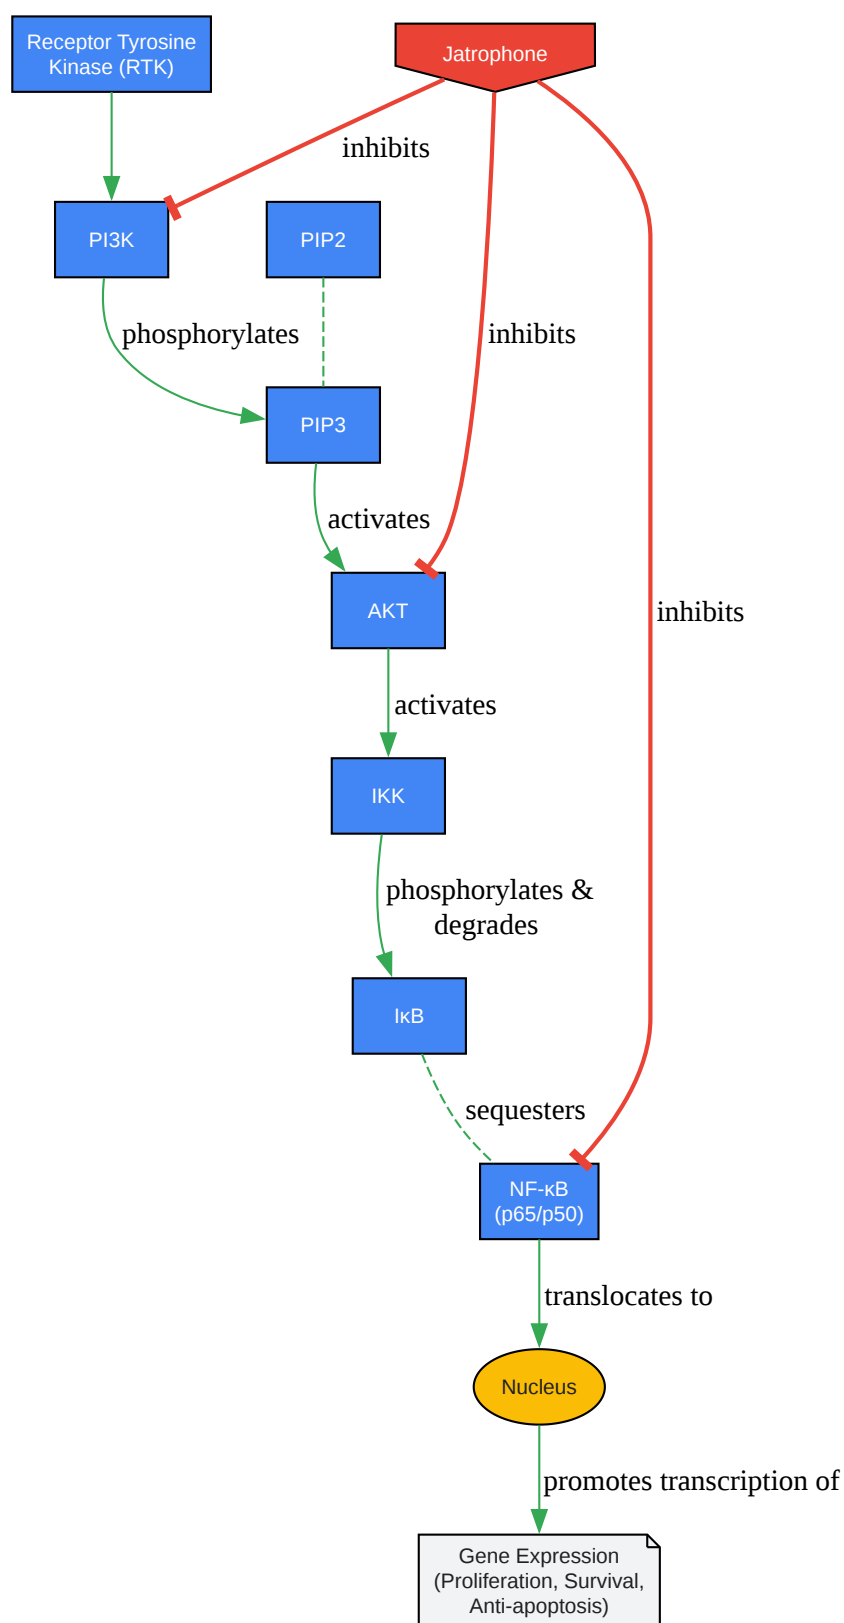 Receptor Tyrosine
Kinase (RTK)
Jatrophone
inhibits
PI3K
PIP2
phosphorylates
inhibits
PIP3
activates
AKT
inhibits
activates
IKK
phosphorylates &
degrades
IκB
sequesters
NF-κB
(p65/p50)
translocates to
Nucleus
promotes transcription of
Gene Expression
(Proliferation, Survival,
Anti-apoptosis)